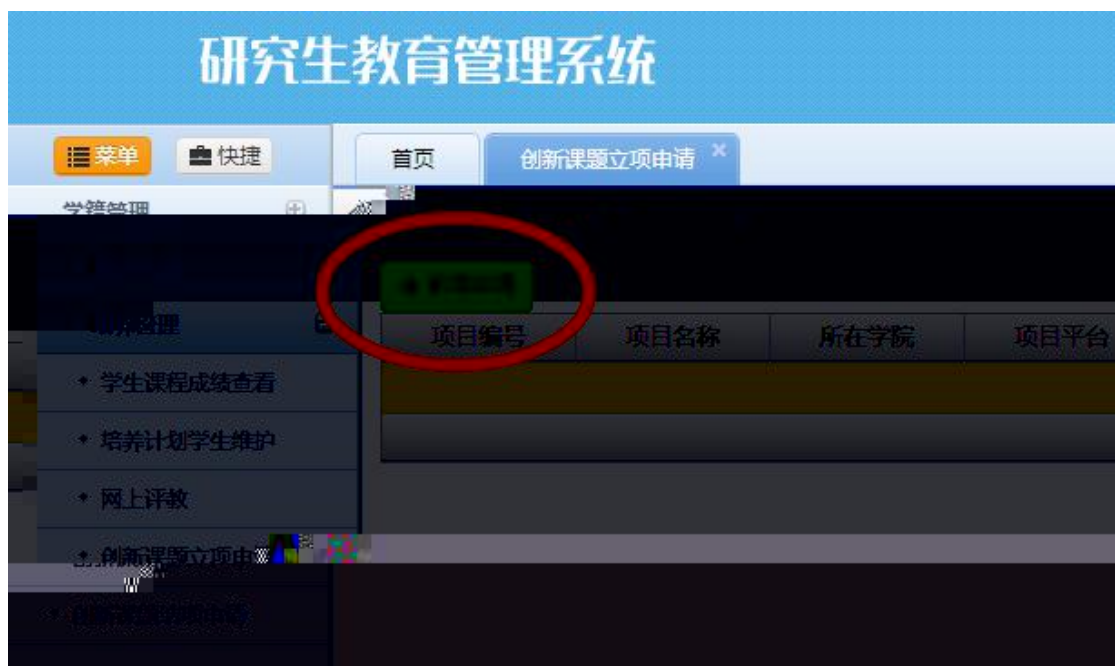 研究生教育管理系统
菜单 快捷
首页 创新课题立项申请
学籍管理
项目编号 项目名称 所在学院 项目平台
学生课程成绩查看
培养计划学生维护
网上评教
创新课题立项申